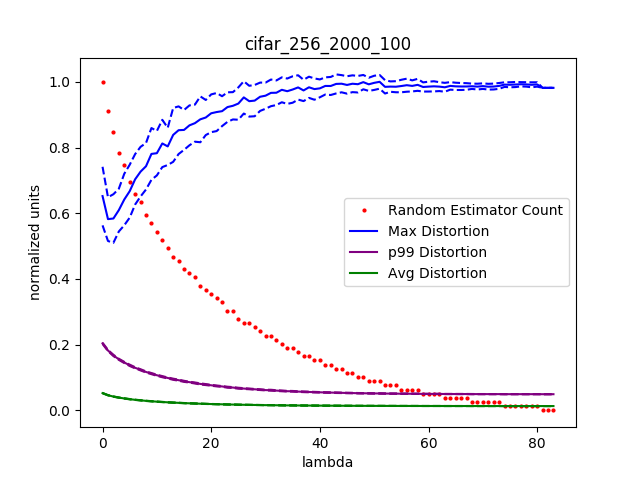 cifar_256_2000_100
normalized units
1.0
0.8
0.6
0.4
0.2
0.0
Random Estimator Count
Max Distortion
p99 Distortion
Avg Distortion
0 20 40 60 80
lambda